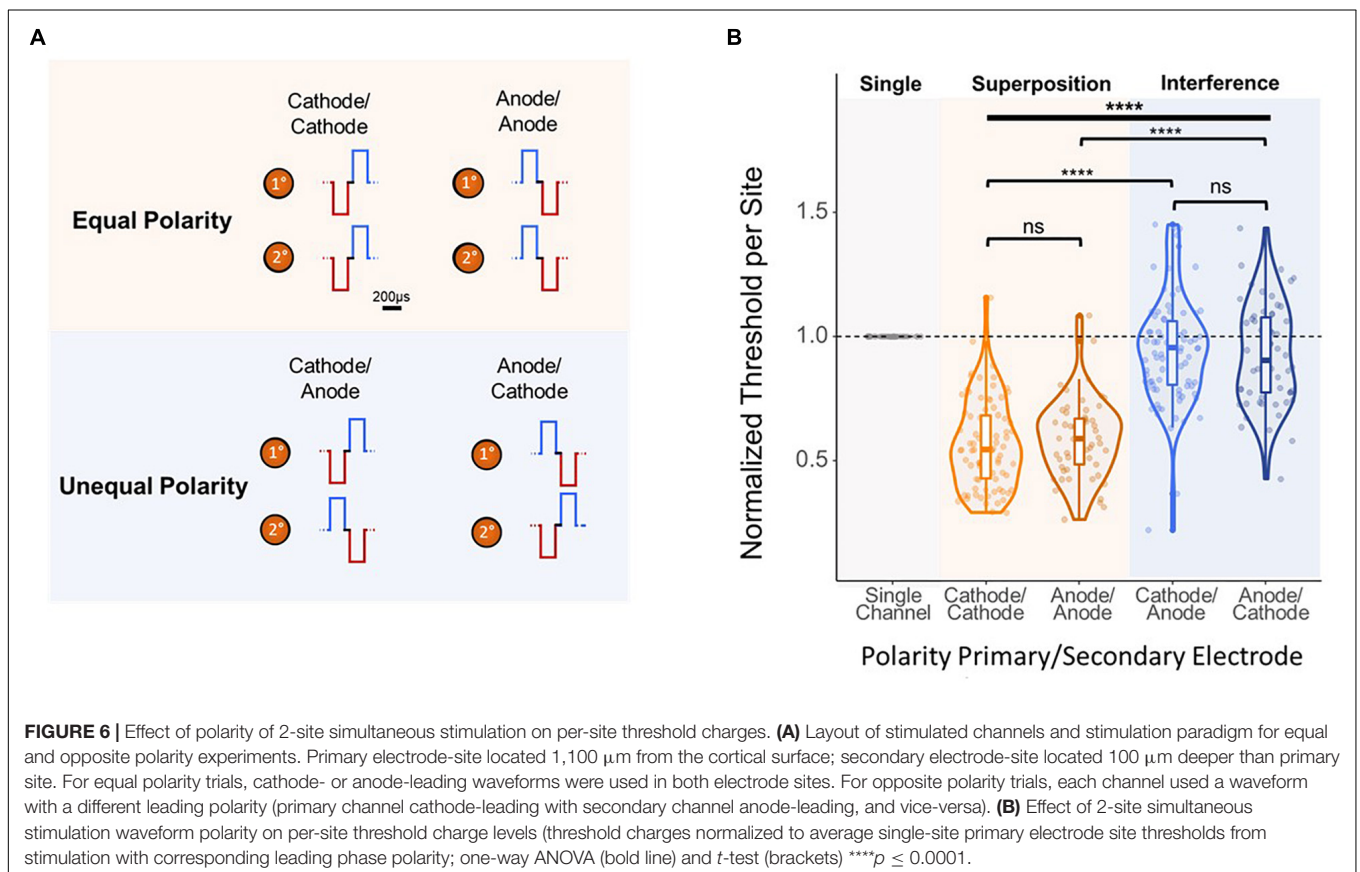 A
Cathode/
Cathode
Anode/
Anode
1°
1°
Equal Polarity
2°
2°
200µs
Cathode/
Anode
Anode/
Cathode
1°
1°
Unequal Polarity
2°
2°
B
Single
Superposition
Interference
****
****
****
ns
ns
Normalized Threshold per Site
1.5
1.0
0.5
Single
Channel
Cathode/
Cathode
Anode/
Anode
Cathode/
Anode
Anode/
Cathode
Polarity Primary/Secondary Electrode
FIGURE 6 | Effect of polarity of 2-site simultaneous stimulation on per-site threshold charges. (A) Layout of stimulated channels and stimulation paradigm for equal
and opposite polarity experiments. Primary electrode-site located 1,100 µm from the cortical surface; secondary electrode-site located 100 µm deeper than primary
site. For equal polarity trials, cathode- or anode-leading waveforms were used in both electrode sites. For opposite polarity trials, each channel used a waveform
with a different leading polarity (primary channel cathode-leading with secondary channel anode-leading, and vice-versa). (B) Effect of 2-site simultaneous
stimulation waveform polarity on per-site threshold charge levels (threshold charges normalized to average single-site primary electrode site thresholds from
stimulation with corresponding leading phase polarity; one-way ANOVA (bold line) and t-test (brackets) ****p ≤ 0.0001.